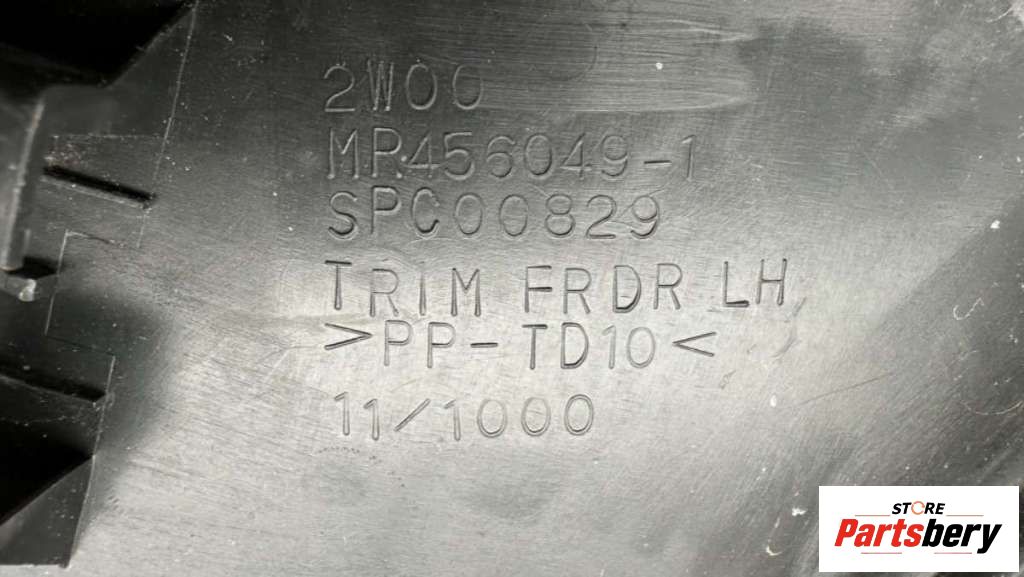 2W00
MR456049-1
SPC00829
TRIM FRDR LH
>PP-TD10<
11/1000
STORE
Partsbery